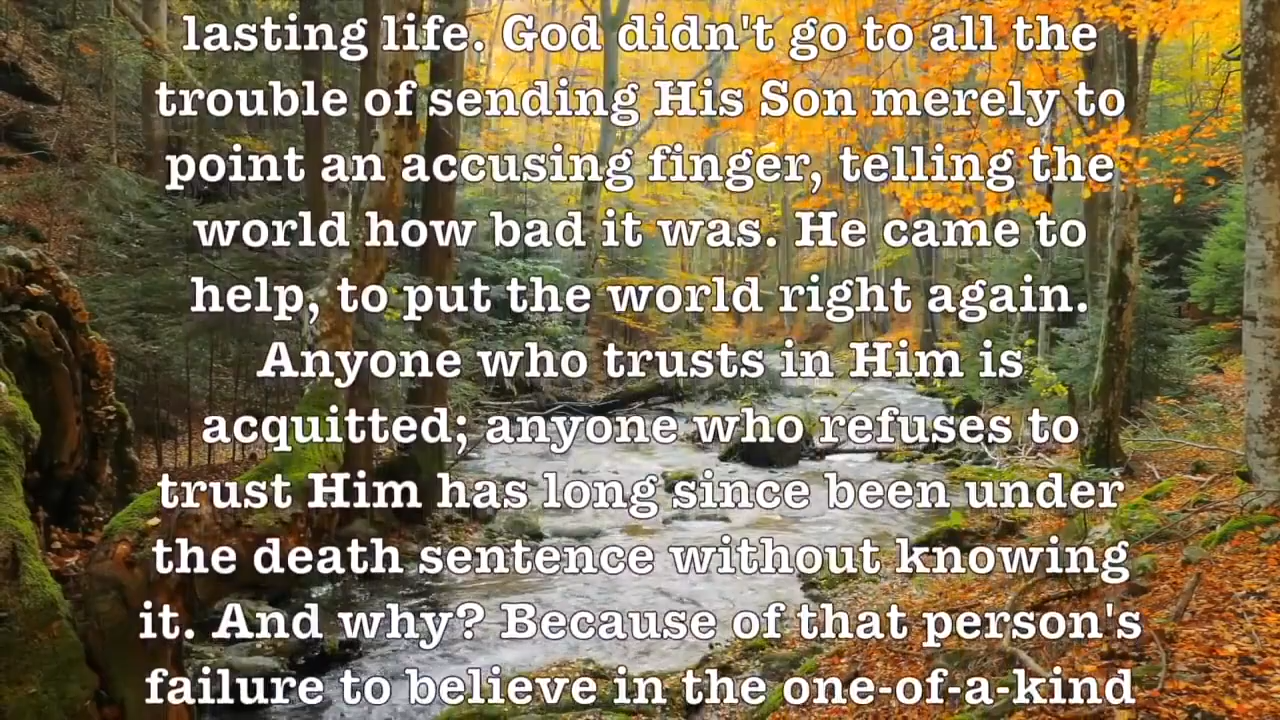 lasting life. God didn't go to all the
trouble of sending His Son merely to
point an accusing finger, telling the
world how bad it was. He came to
help, to put the world right again.
Anyone who trusts in Him is
acquitted; anyone who refuses to
trust Him has long since been under
the death sentence without knowing
it. And why? Because of that person's
failure to believe in the one-of-a-kind